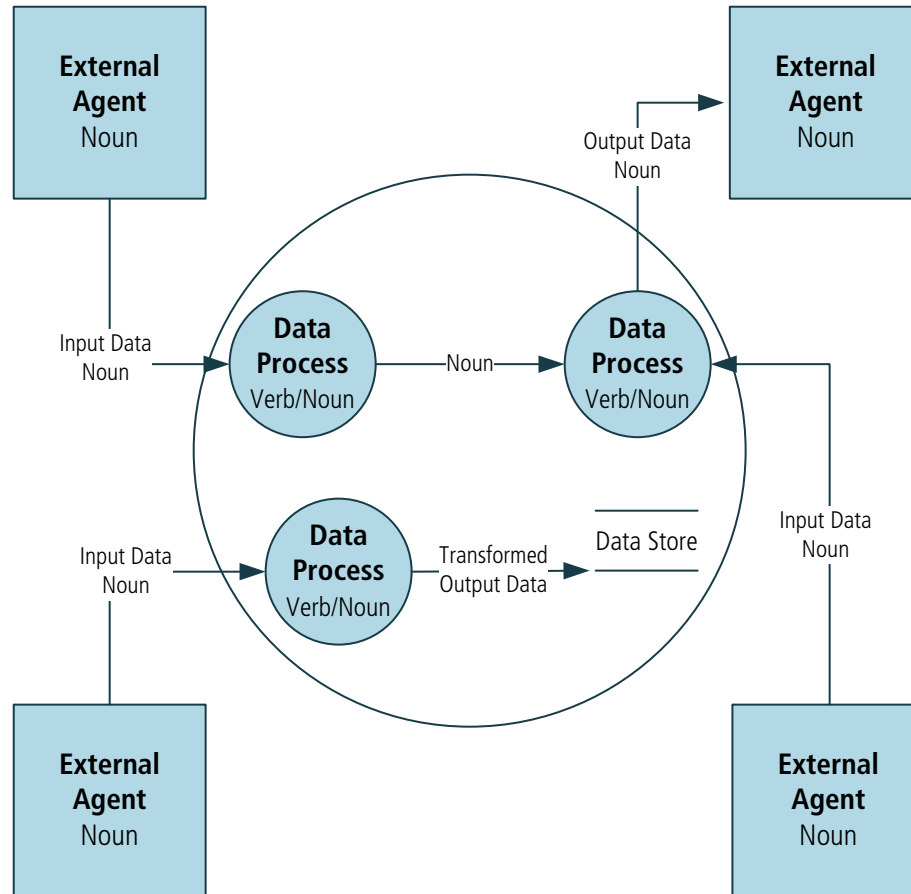 External
Agent
Noun
External
Agent
Noun
Output Data
Noun
Input Data
Noun
Data
Process
Verb/Noun
Noun
Data
Process
Verb/Noun
Input Data
Noun
Data
Process
Verb/Noun
Transformed
Output Data
Data Store
Input Data
Noun
External
Agent
Noun
External
Agent
Noun